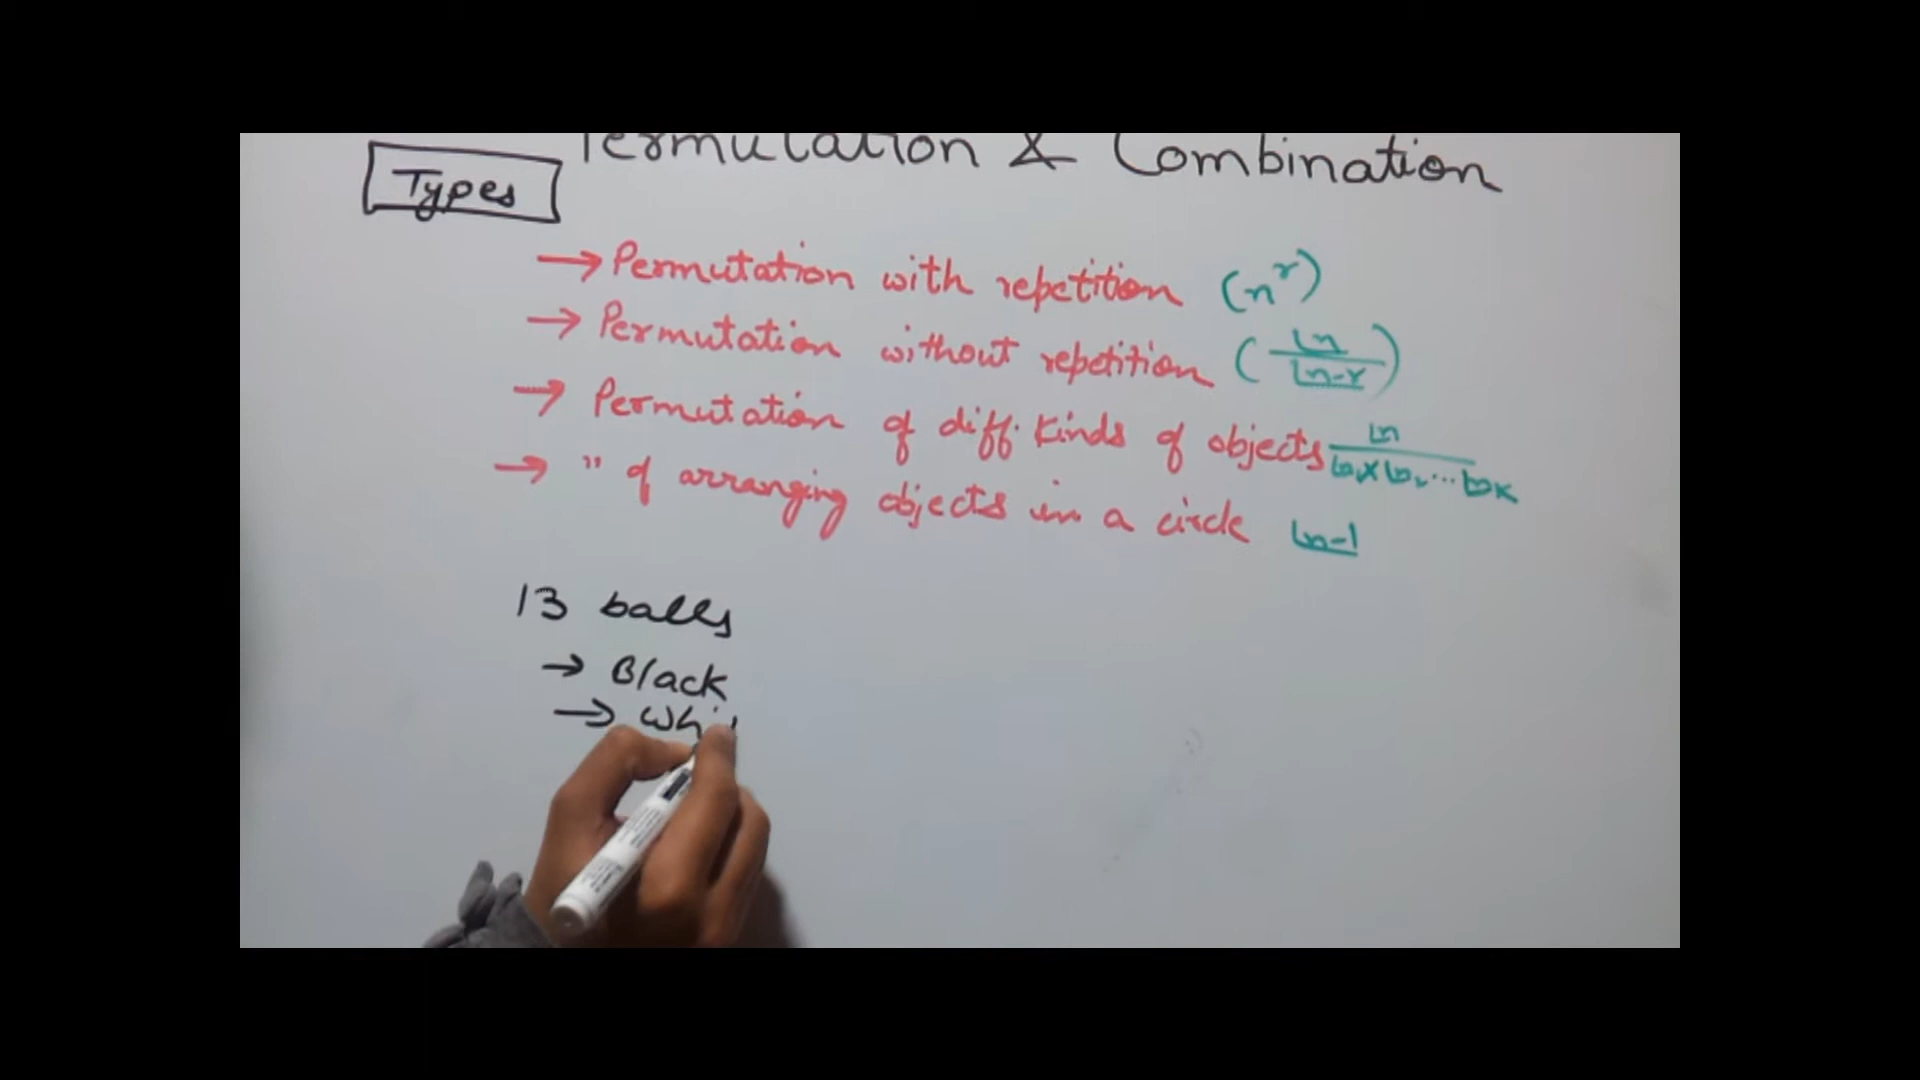 Permutation & Combination
Types
→ Permutation with repetition (n^r)
→ Permutation without repetition (⌊n / ⌊n-r)
→ Permutation of diff. kinds of objects ⌊n / ⌊n₁ x ⌊n₂ ... ⌊nₖ
→ " of arranging objects in a circle ⌊n-1
13 balls
→ Black
→ Whi